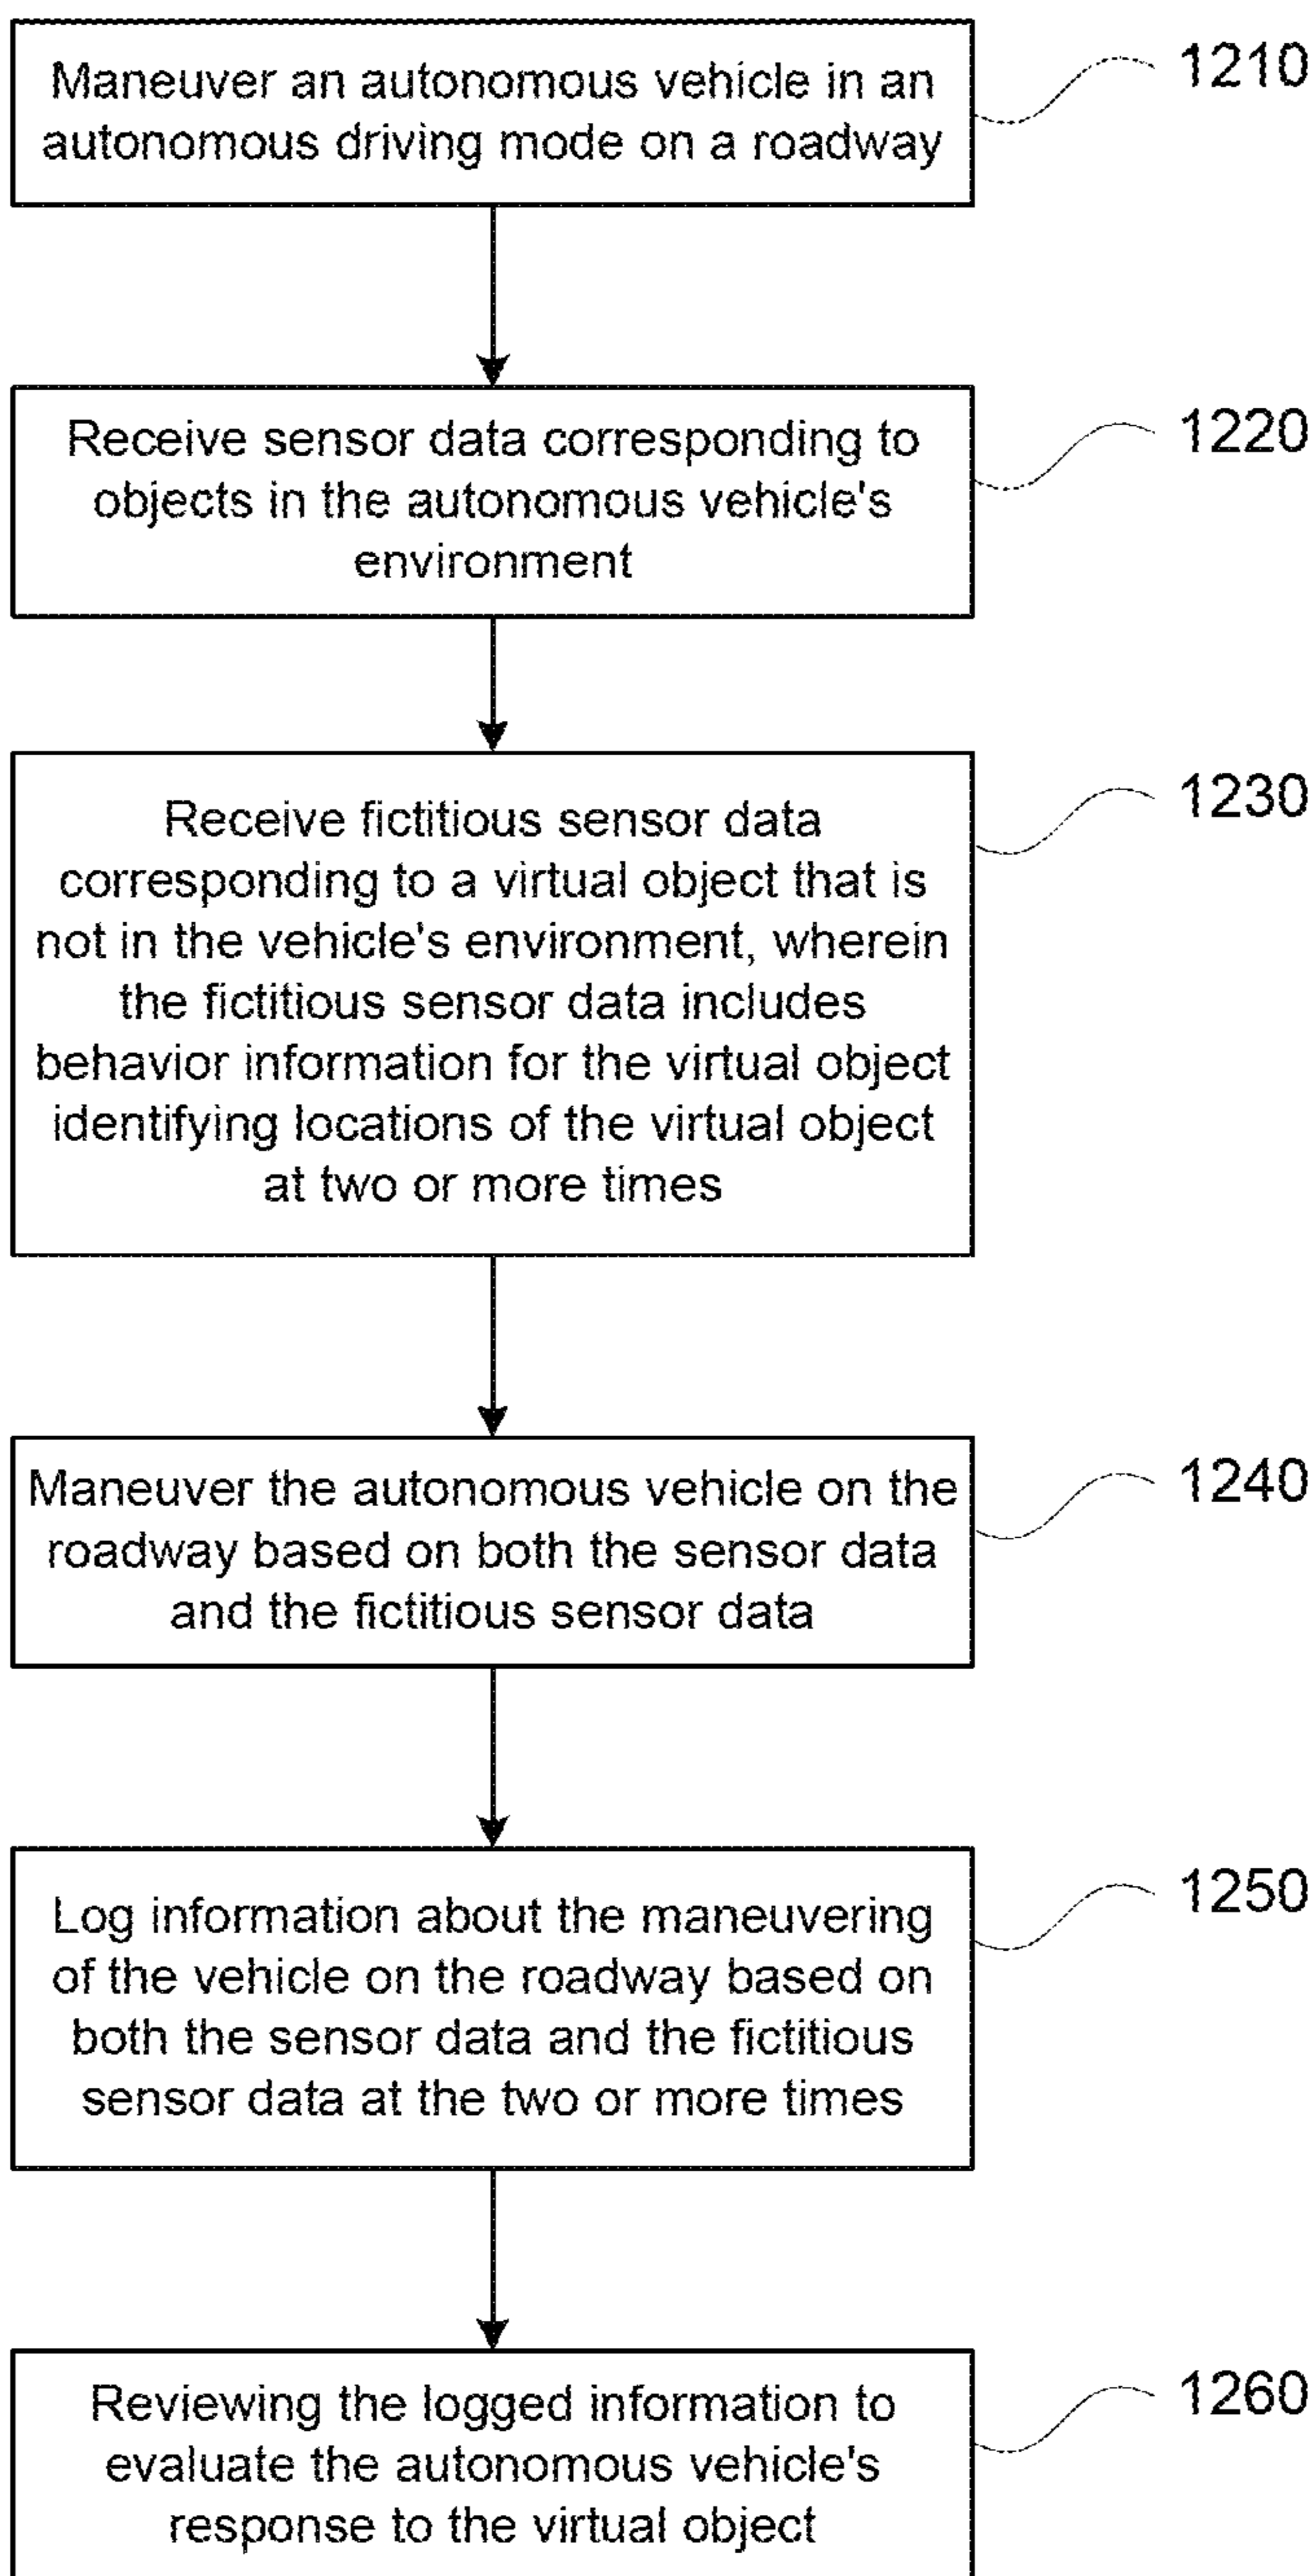 Maneuver an autonomous vehicle in an
autonomous driving mode on a roadway
1210
Receive sensor data corresponding to
objects in the autonomous vehicle's
environment
1220
Receive fictitious sensor data
corresponding to a virtual object that is
not in the vehicle's environment, wherein
the fictitious sensor data includes
behavior information for the virtual object
identifying locations of the virtual object
at two or more times
1230
Maneuver the autonomous vehicle on the
roadway based on both the sensor data
and the fictitious sensor data
1240
Log information about the maneuvering
of the vehicle on the roadway based on
both the sensor data and the fictitious
sensor data at the two or more times
1250
Reviewing the logged information to
evaluate the autonomous vehicle's
response to the virtual object
1260